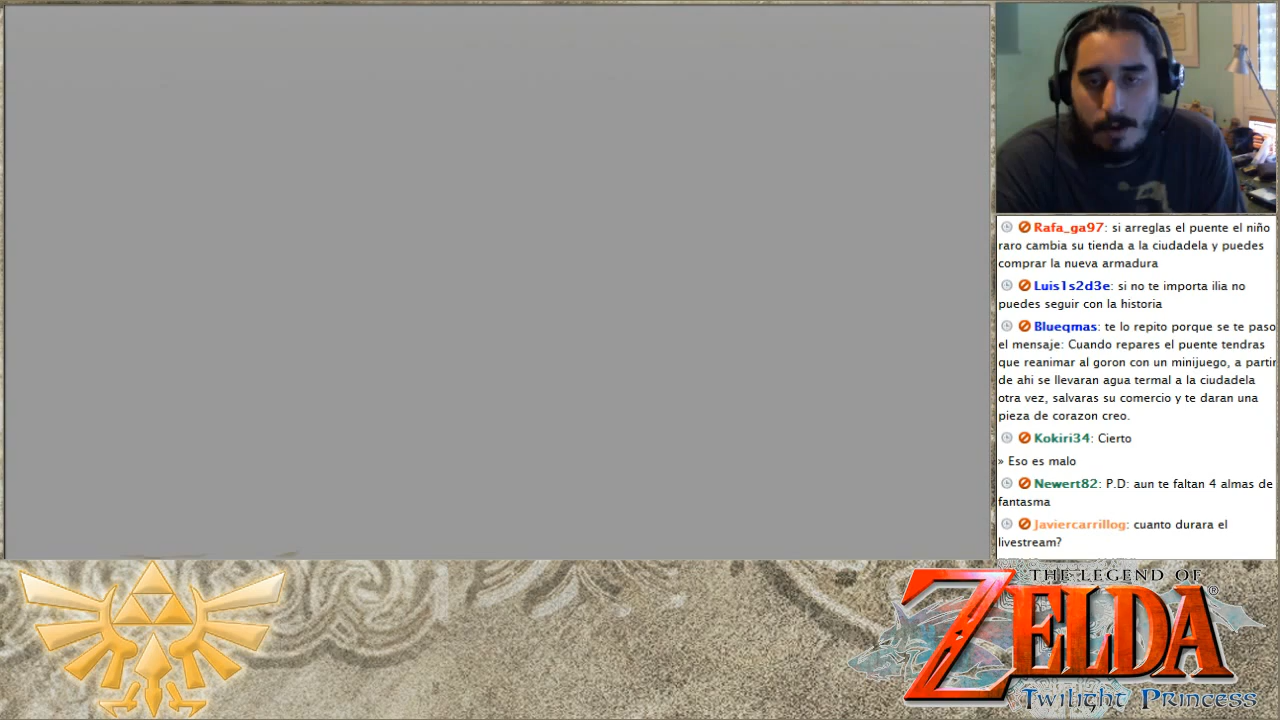 Rafa_ga97: si arreglas el puente el niño
raro cambia su tienda a la ciudadela y puedes
comprar la nueva armadura
Luis1s2d3e: si no te importa ilia no
puedes seguir con la historia
Blueqmas: te lo repito porque se te paso
el mensaje: Cuando repares el puente tendras
que reanimar al goron con un minijuego, a partir
de ahi se llevaran agua termal a la ciudadela
otra vez, salvaras su comercio y te daran una
pieza de corazon creo.
Kokiri34: Cierto
» Eso es malo
Newert82: P.D: aun te faltan 4 almas de
fantasma
Javiercarrillog: cuanto durara el
livestream?
THE LEGEND OF
ZELDA®
Twilight Princess